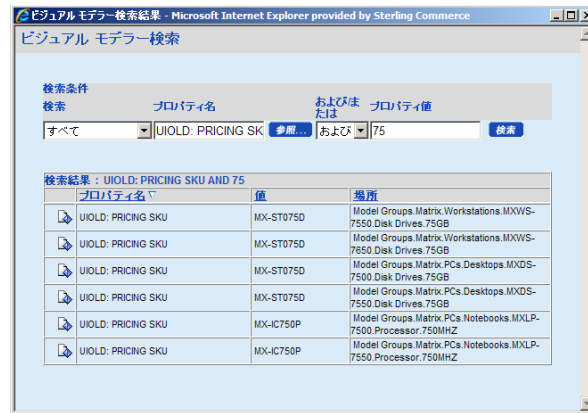 ビジュアル モデラー検索結果 - Microsoft Internet Explorer provided by Sterling Commerce
ビジュアル モデラー検索
検索条件
検索 プロパティ名 および/または プロパティ値
すべて UIOLD: PRICING SK 参照... および 75 検索
検索結果 : UIOLD: PRICING SKU AND 75
プロパティ名 値 場所
UIOLD: PRICING SKU MX-ST075D Model Groups.Matrix.Workstations.MXWS-
7550.Disk Drives.75GB
UIOLD: PRICING SKU MX-ST075D Model Groups.Matrix.Workstations.MXWS-
7650.Disk Drives.75GB
UIOLD: PRICING SKU MX-ST075D Model Groups.Matrix.PCs.Desktops.MXDS-
7500.Disk Drives.75GB
UIOLD: PRICING SKU MX-ST075D Model Groups.Matrix.PCs.Desktops.MXDS-
7550.Disk Drives.75GB
UIOLD: PRICING SKU MX-IC750P Model Groups.Matrix.PCs.Notebooks.MXLP-
7500.Processor.750MHZ
UIOLD: PRICING SKU MX-IC750P Model Groups.Matrix.PCs.Notebooks.MXLP-
7550.Processor.750MHZ